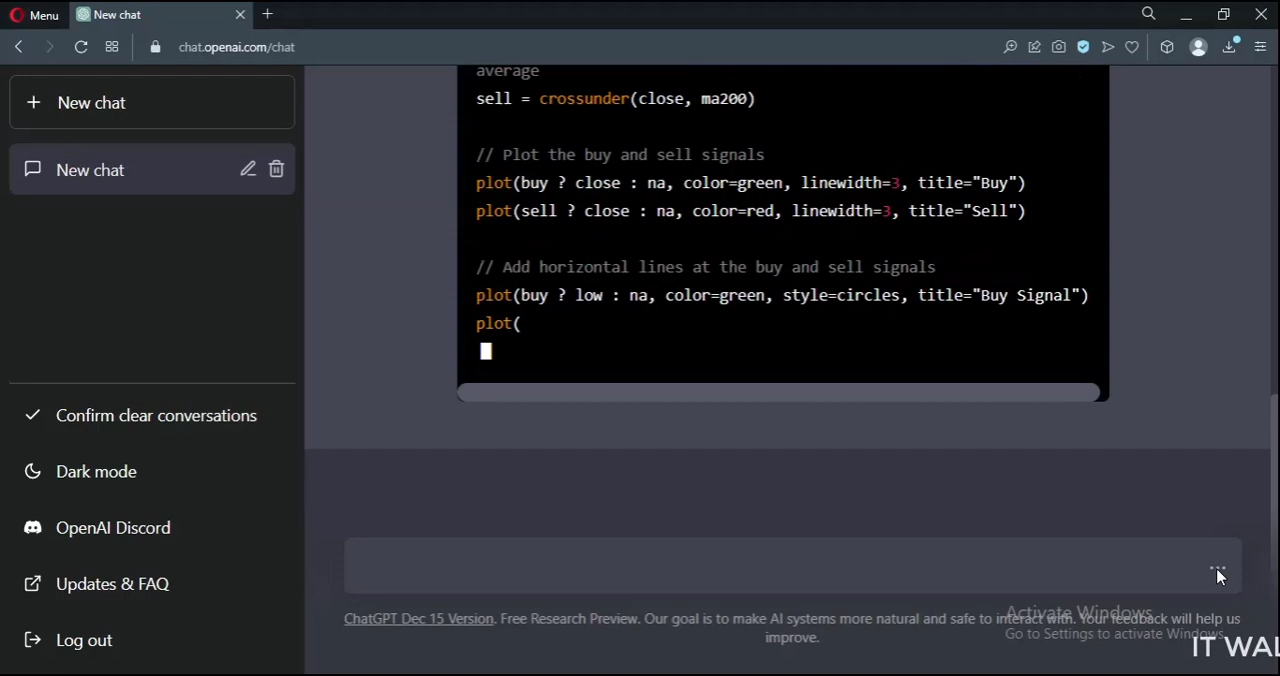 Menu
New chat
chat.openai.com/chat
New chat
New chat
Confirm clear conversations
Dark mode
OpenAI Discord
Updates & FAQ
Log out
average
sell = crossunder(close, ma200)
// Plot the buy and sell signals
plot(buy ? close : na, color=green, linewidth=3, title="Buy")
plot(sell ? close : na, color=red, linewidth=3, title="Sell")
// Add horizontal lines at the buy and sell signals
plot(buy ? low : na, color=green, style=circles, title="Buy Signal")
plot(
ChatGPT Dec 15 Version. Free Research Preview. Our goal is to make AI systems more natural and safe to interact with. Your feedback will help us
improve.
Activate Windows
Go to Settings to activate Windows.
IT WAL